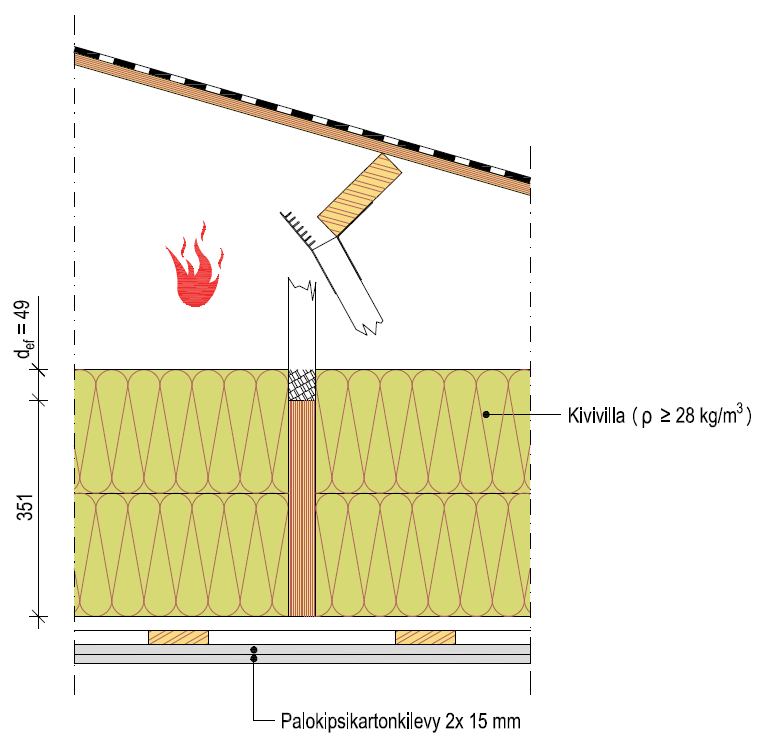 d_ef = 49
Kivivilla ( ρ ≥ 28 kg/m³)
351
Palokipsikartonkilevy 2x 15 mm